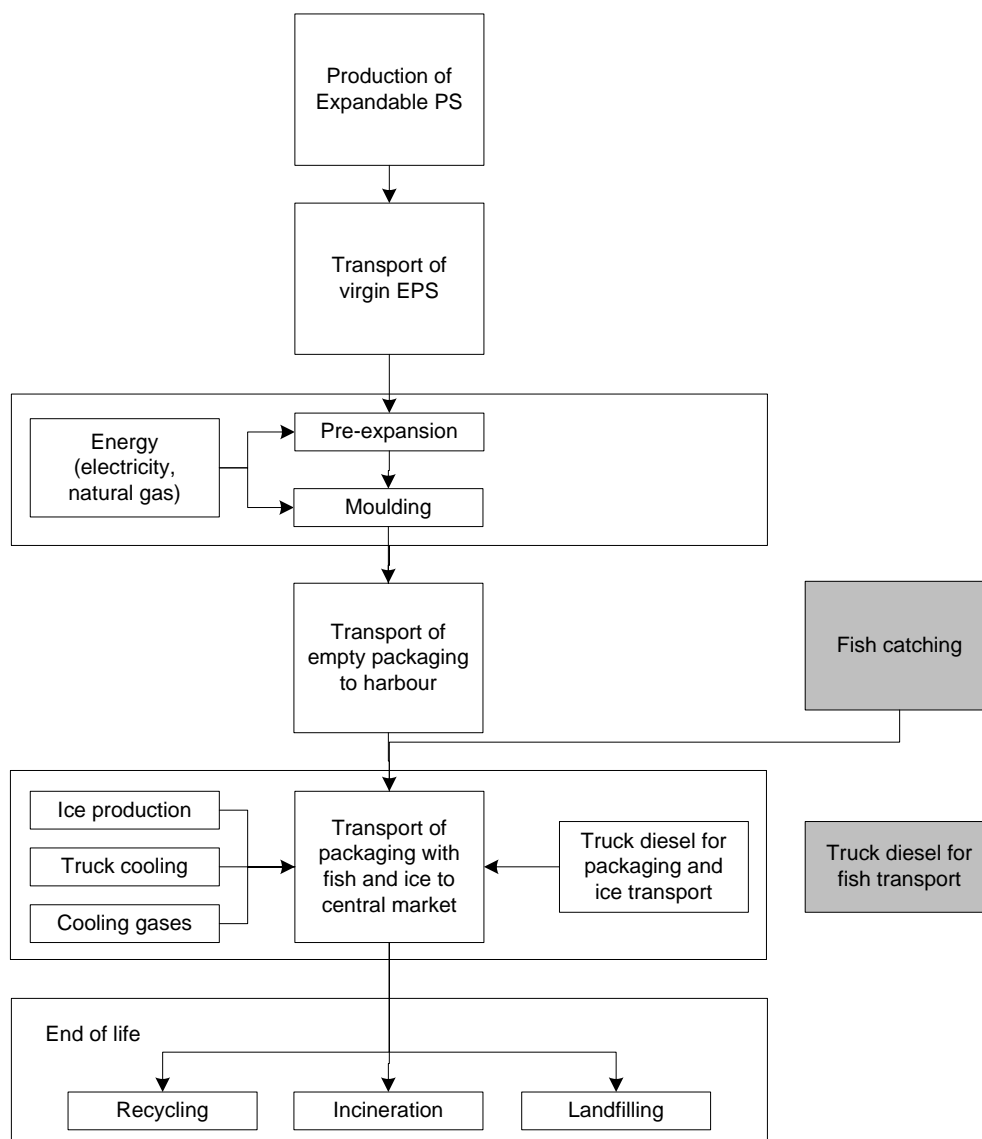 Production of
Expandable PS
Transport of
virgin EPS
Energy
(electricity,
natural gas)
Pre-expansion
Moulding
Transport of
empty packaging
to harbour
Fish catching
Ice production
Truck cooling
Cooling gases
Transport of
packaging with
fish and ice to
central market
Truck diesel for
packaging and
ice transport
Truck diesel for
fish transport
End of life
Recycling
Incineration
Landfilling